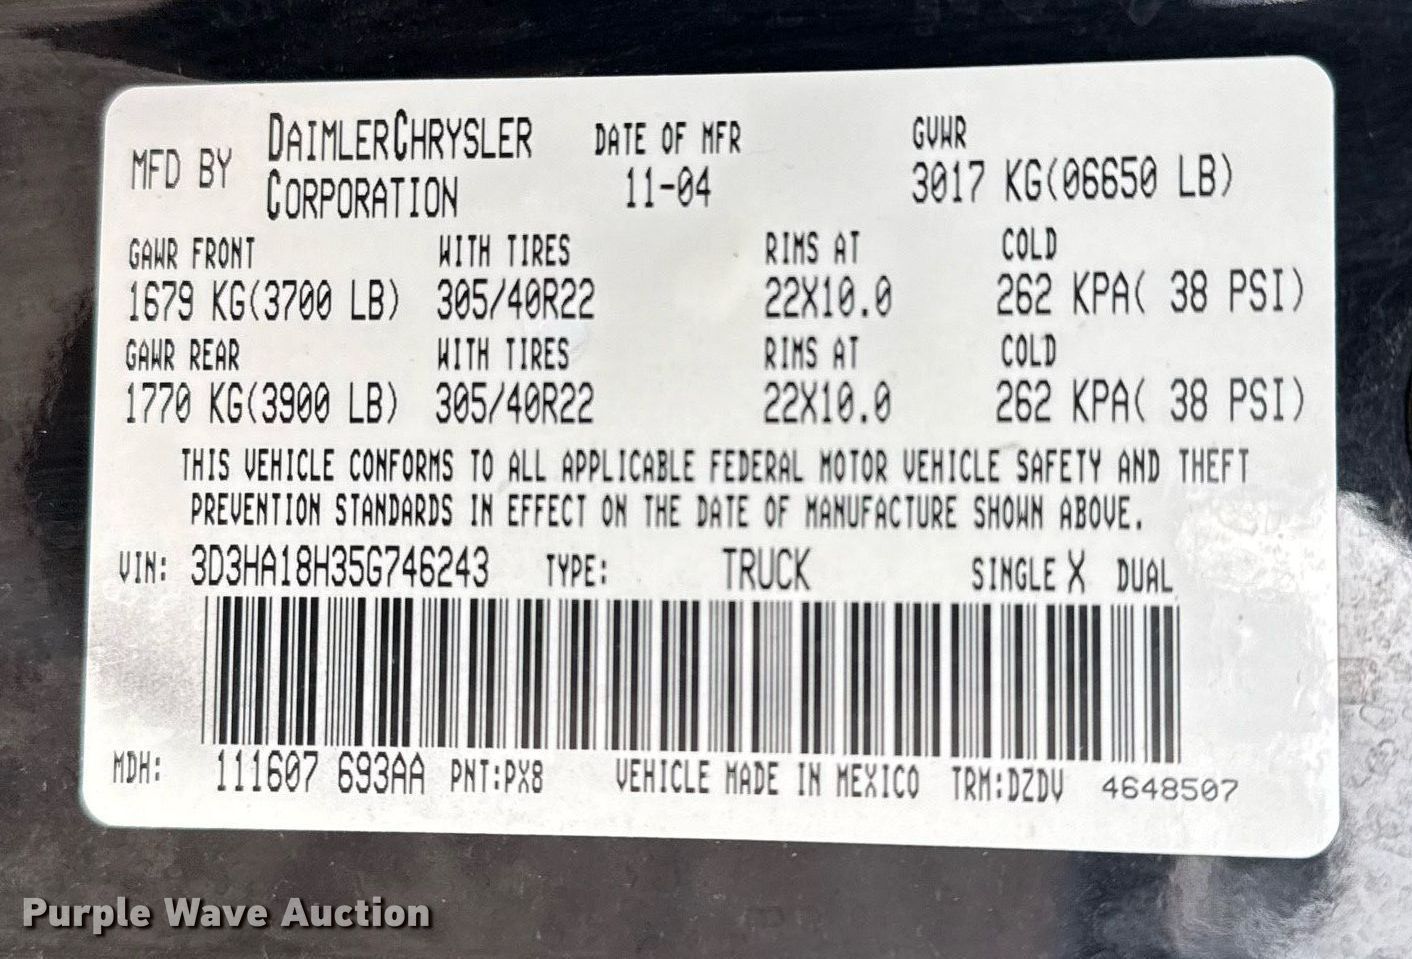 MFD BY DAIMLERCHRYSLER CORPORATION DATE OF MFR 11-04 GVWR 3017 KG(06650 LB)
GAWR FRONT WITH TIRES RIMS AT COLD
1679 KG(3700 LB) 305/40R22 22X10.0 262 KPA( 38 PSI)
GAWR REAR WITH TIRES RIMS AT COLD
1770 KG(3900 LB) 305/40R22 22X10.0 262 KPA( 38 PSI)
THIS VEHICLE CONFORMS TO ALL APPLICABLE FEDERAL MOTOR VEHICLE SAFETY AND THEFT
PREVENTION STANDARDS IN EFFECT ON THE DATE OF MANUFACTURE SHOWN ABOVE.
VIN: 3D3HA18H35G746243 TYPE: TRUCK SINGLE X DUAL
MDH: 111607 693AA PNT:PX8 VEHICLE MADE IN MEXICO TRM:DZDV 4648507
Purple Wave Auction